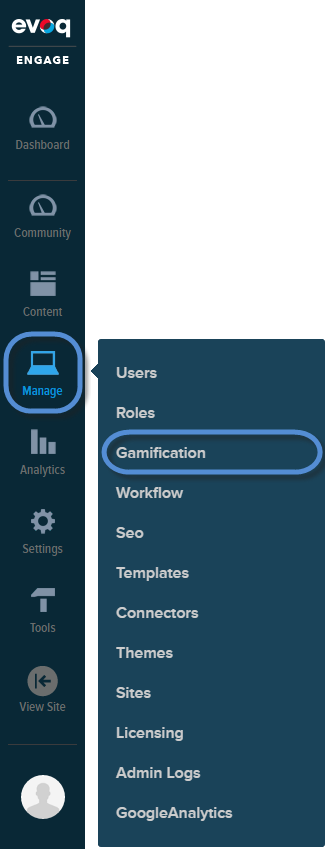 evoq
ENGAGE
Dashboard
Community
Content
Manage
Analytics
Settings
Tools
View Site
Users
Roles
Gamification
Workflow
Seo
Templates
Connectors
Themes
Sites
Licensing
Admin Logs
GoogleAnalytics